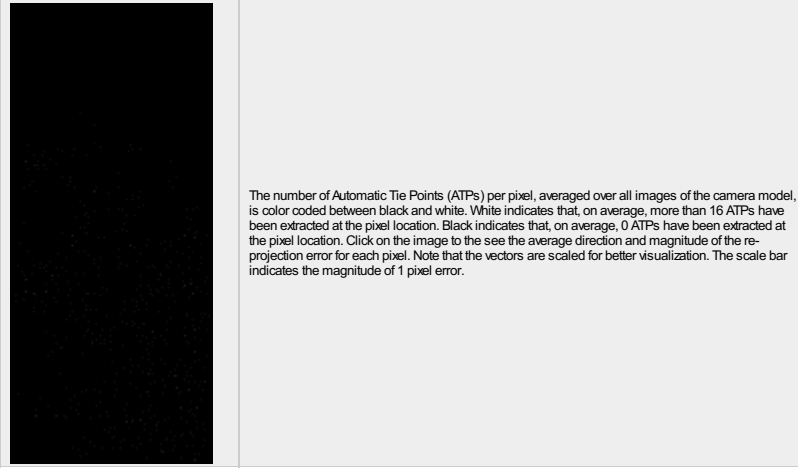 The number of Automatic Tie Points (ATPs) per pixel, averaged over all images of the camera model,
is color coded between black and white. White indicates that, on average, more than 16 ATPs have
been extracted at the pixel location. Black indicates that, on average, 0 ATPs have been extracted at
the pixel location. Click on the image to the see the average direction and magnitude of the re-
projection error for each pixel. Note that the vectors are scaled for better visualization. The scale bar
indicates the magnitude of 1 pixel error.